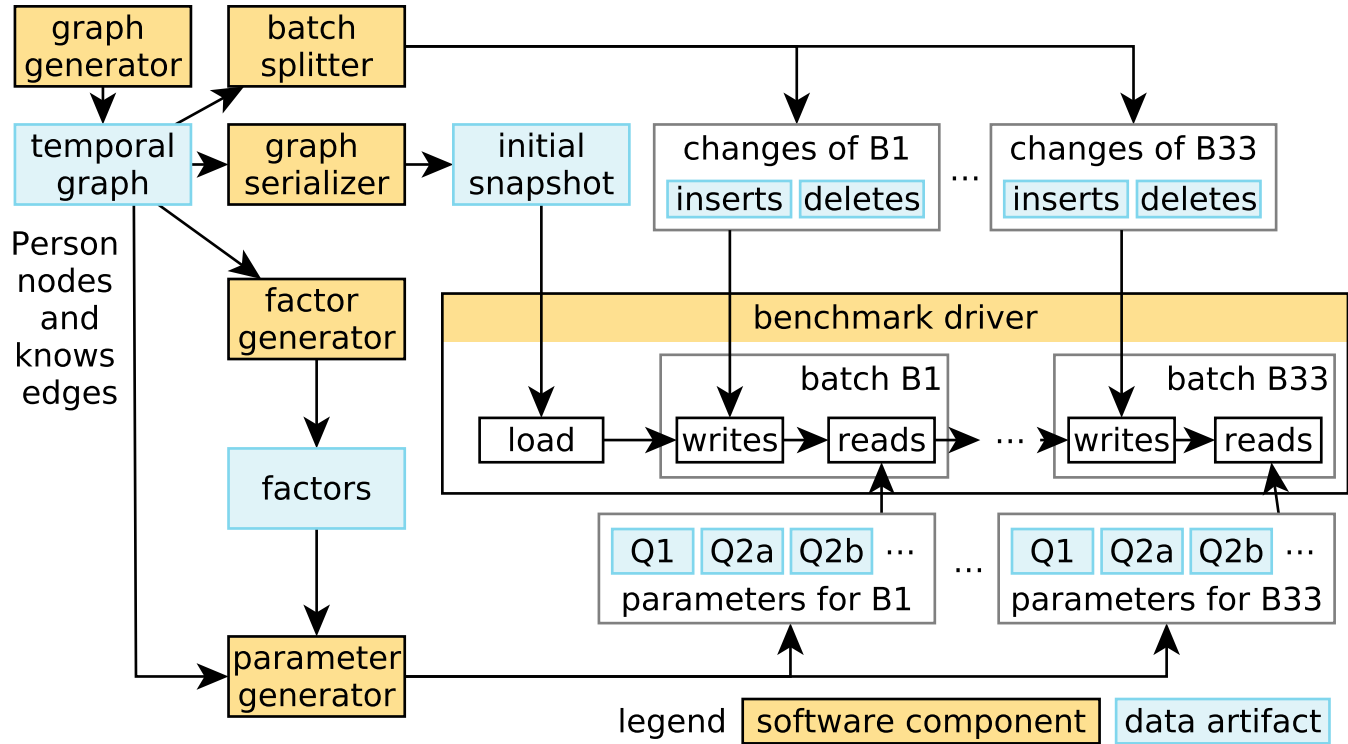 graph
generator
batch
splitter
temporal
graph
graph
serializer
initial
snapshot
changes of B1
inserts deletes
...
changes of B33
inserts deletes
Person
nodes
and
knows
edges
factor
generator
benchmark driver
batch B1
batch B33
load
writes
reads
...
writes
reads
factors
Q1 Q2a Q2b ...
parameters for B1
...
Q1 Q2a Q2b ...
parameters for B33
parameter
generator
legend
software component
data artifact